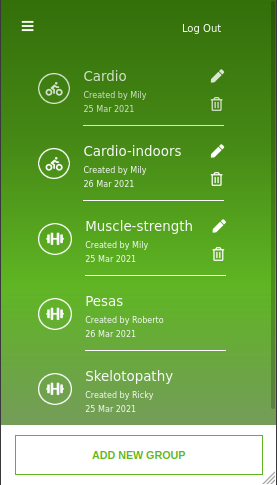 Log Out
Cardio
Created by Mily
25 Mar 2021
Cardio-indoors
Created by Mily
26 Mar 2021
Muscle-strength
Created by Mily
25 Mar 2021
Pesas
Created by Roberto
26 Mar 2021
Skelotopathy
Created by Ricky
25 Mar 2021
ADD NEW GROUP